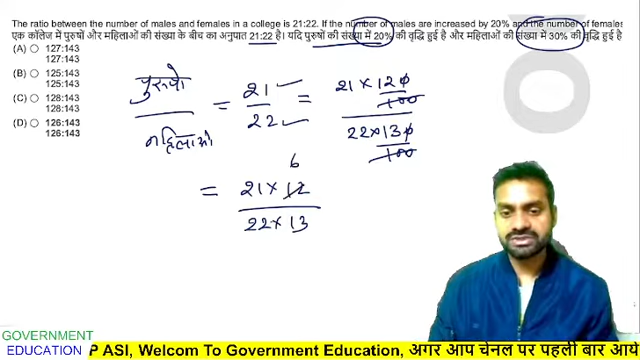 The ratio between the number of males and females in a college is 21:22. If the number of males are increased by 20% and the number of females
एक कॉलेज में पुरुषों और महिलाओं की संख्या के बीच का अनुपात 21:22 है। यदि पुरुषों की संख्या में 20% की वृद्धि हुई है और महिलाओं की संख्या में 30% की वृद्धि हुई है
(A) 127:143
127:143
(B) 125:143
125:143
(C) 128:143
128:143
(D) 126:143
126:143
पुरुषो
महिलाओ
= 21
22
= 21 × 120
100
22 × 130
100
6
= 21 × 12
22 × 13
GOVERNMENT
EDUCATION
P ASI, Welcom To Government Education, अगर आप चेनल पर पहली बार आये